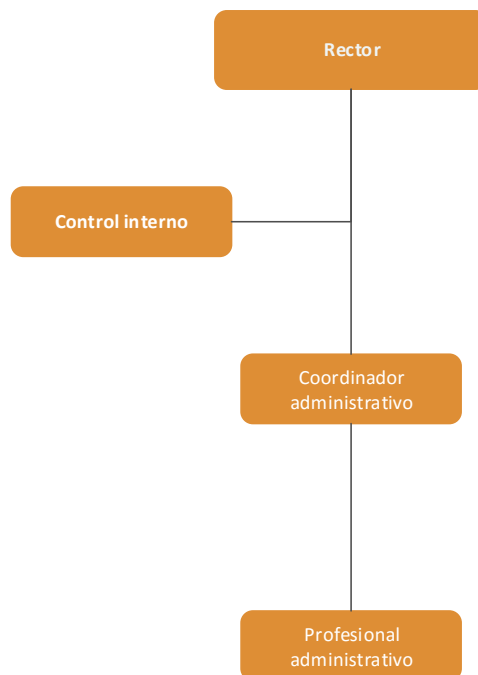 Rector
Control interno
Coordinador
administrativo
Profesional
administrativo